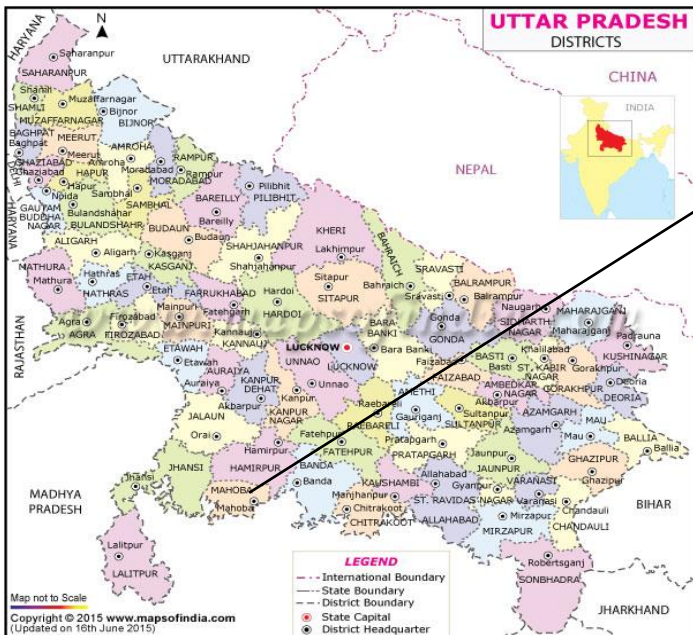 UTTAR PRADESH
DISTRICTS
HARYANA
Saharanpur
SAHARANPUR
UTTARAKHAND
CHINA
INDIA
NEPAL
Shamli
SHAMLI
Muzaffarnagar
MUZAFFARNAGAR
Bijnor
BIJNOR
BAGHPAT
Baghpat
MEERUT
Meerut
AMROHA
Amroha
GHAZIABAD
Ghaziabad
DELHI
HAPUR
Hapur
Moradabad
MORADABAD
RAMPUR
Rampur
Noida
GAUTAM
BUDDHA
NAGAR
HARYANA
Sambhal
SAMBHAL
Bulandshahar
BULANDSHAHR
BAREILLY
Bareilly
Pilibhit
PILIBHIT
BUDAUN
Budaun
ALIGARH
Aligarh
Kasganj
KASGANJ
SHAHJAHANPUR
Shahjahanpur
KHERI
Lakhimpur
BAHRAICH
Bahraich
SRAVASTI
Sravasti
BALRAMPUR
Balrampur
MATHURA
Mathura
Hathras
HATHRAS
ETAH
Etah
FARRUKHABAD
Fatehgarh
Hardoi
HARDOI
Sitapur
SITAPUR
Naugarh
SIDHARTH
NAGAR
MAHARAJGANJ
Maharajganj
RAJASTHAN
Agra
AGRA
Firozabad
FIROZABAD
Mainpuri
MAINPURI
Kannauj
KANNAUJ
LUCKNOW
LUCKNOW
BARA
BANKI
Bara Banki
Gonda
GONDA
Padrauna
KUSHINAGAR
ETAWAH
Etawah
AURAIYA
Auraiya
KANPUR
DEHAT
Akbarpur
UNNAO
Unnao
Faizabad
FAIZABAD
BASTI
Basti
Khalilabad
ST. KABIR
NAGAR
Gorakhpur
GORAKHPUR
Deoria
DEORIA
Kanpur
KANPUR
NAGAR
Raebareli
RAEBARELI
AMETHI
Gauriganj
Sultanpur
SULTANPUR
AMBEDKAR
NAGAR
Akbarpur
AZAMGARH
Azamgarh
MAU
Mau
BALLIA
Ballia
JALAUN
Orai
Hamirpur
HAMIRPUR
Fatehpur
FATEHPUR
Pratapgarh
PRATAPGARH
Jaunpur
JAUNPUR
GHAZIPUR
Ghazipur
JHANSI
Jhansi
MAHOBA
Mahoba
BANDA
Banda
KAUSHAMBI
Manjhanpur
Chitrakoot
CHITRAKOOT
Allahabad
ALLAHABAD
Gyanpur
ST. RAVIDAS NAGAR
VARANASI
Varanasi
Mirzapur
MIRZAPUR
Chandauli
CHANDAULI
MADHYA
PRADESH
BIHAR
Lalitpur
LALITPUR
Robertsganj
SONBHADRA
JHARKHAND
LEGEND
International Boundary
State Boundary
District Boundary
State Capital
District Headquarter
Map not to Scale
Copyright © 2015 www.mapsofindia.com
(Updated on 16th June 2015)